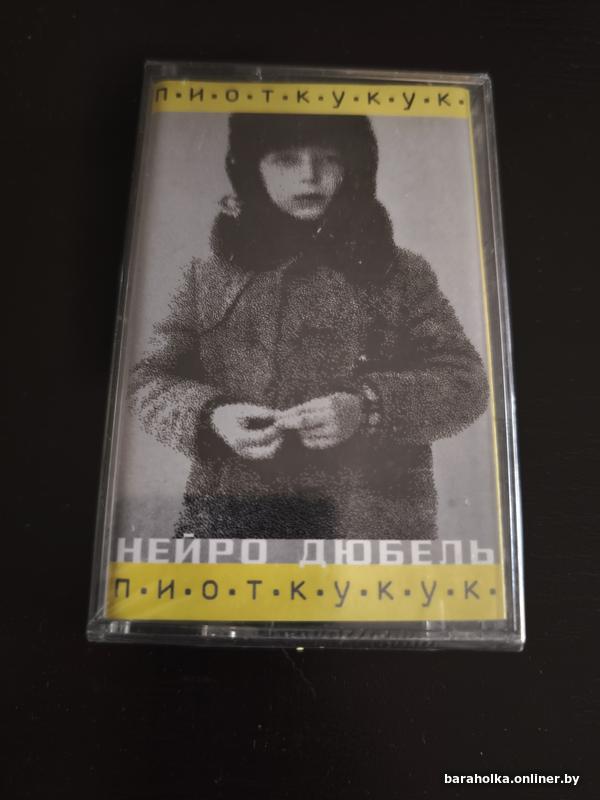 П·И·О·Т·К·У·К·У·К·
НЕЙРО ДЮБЕЛЬ
П·И·О·Т·К·У·К·У·К·
baraholka.onliner.by